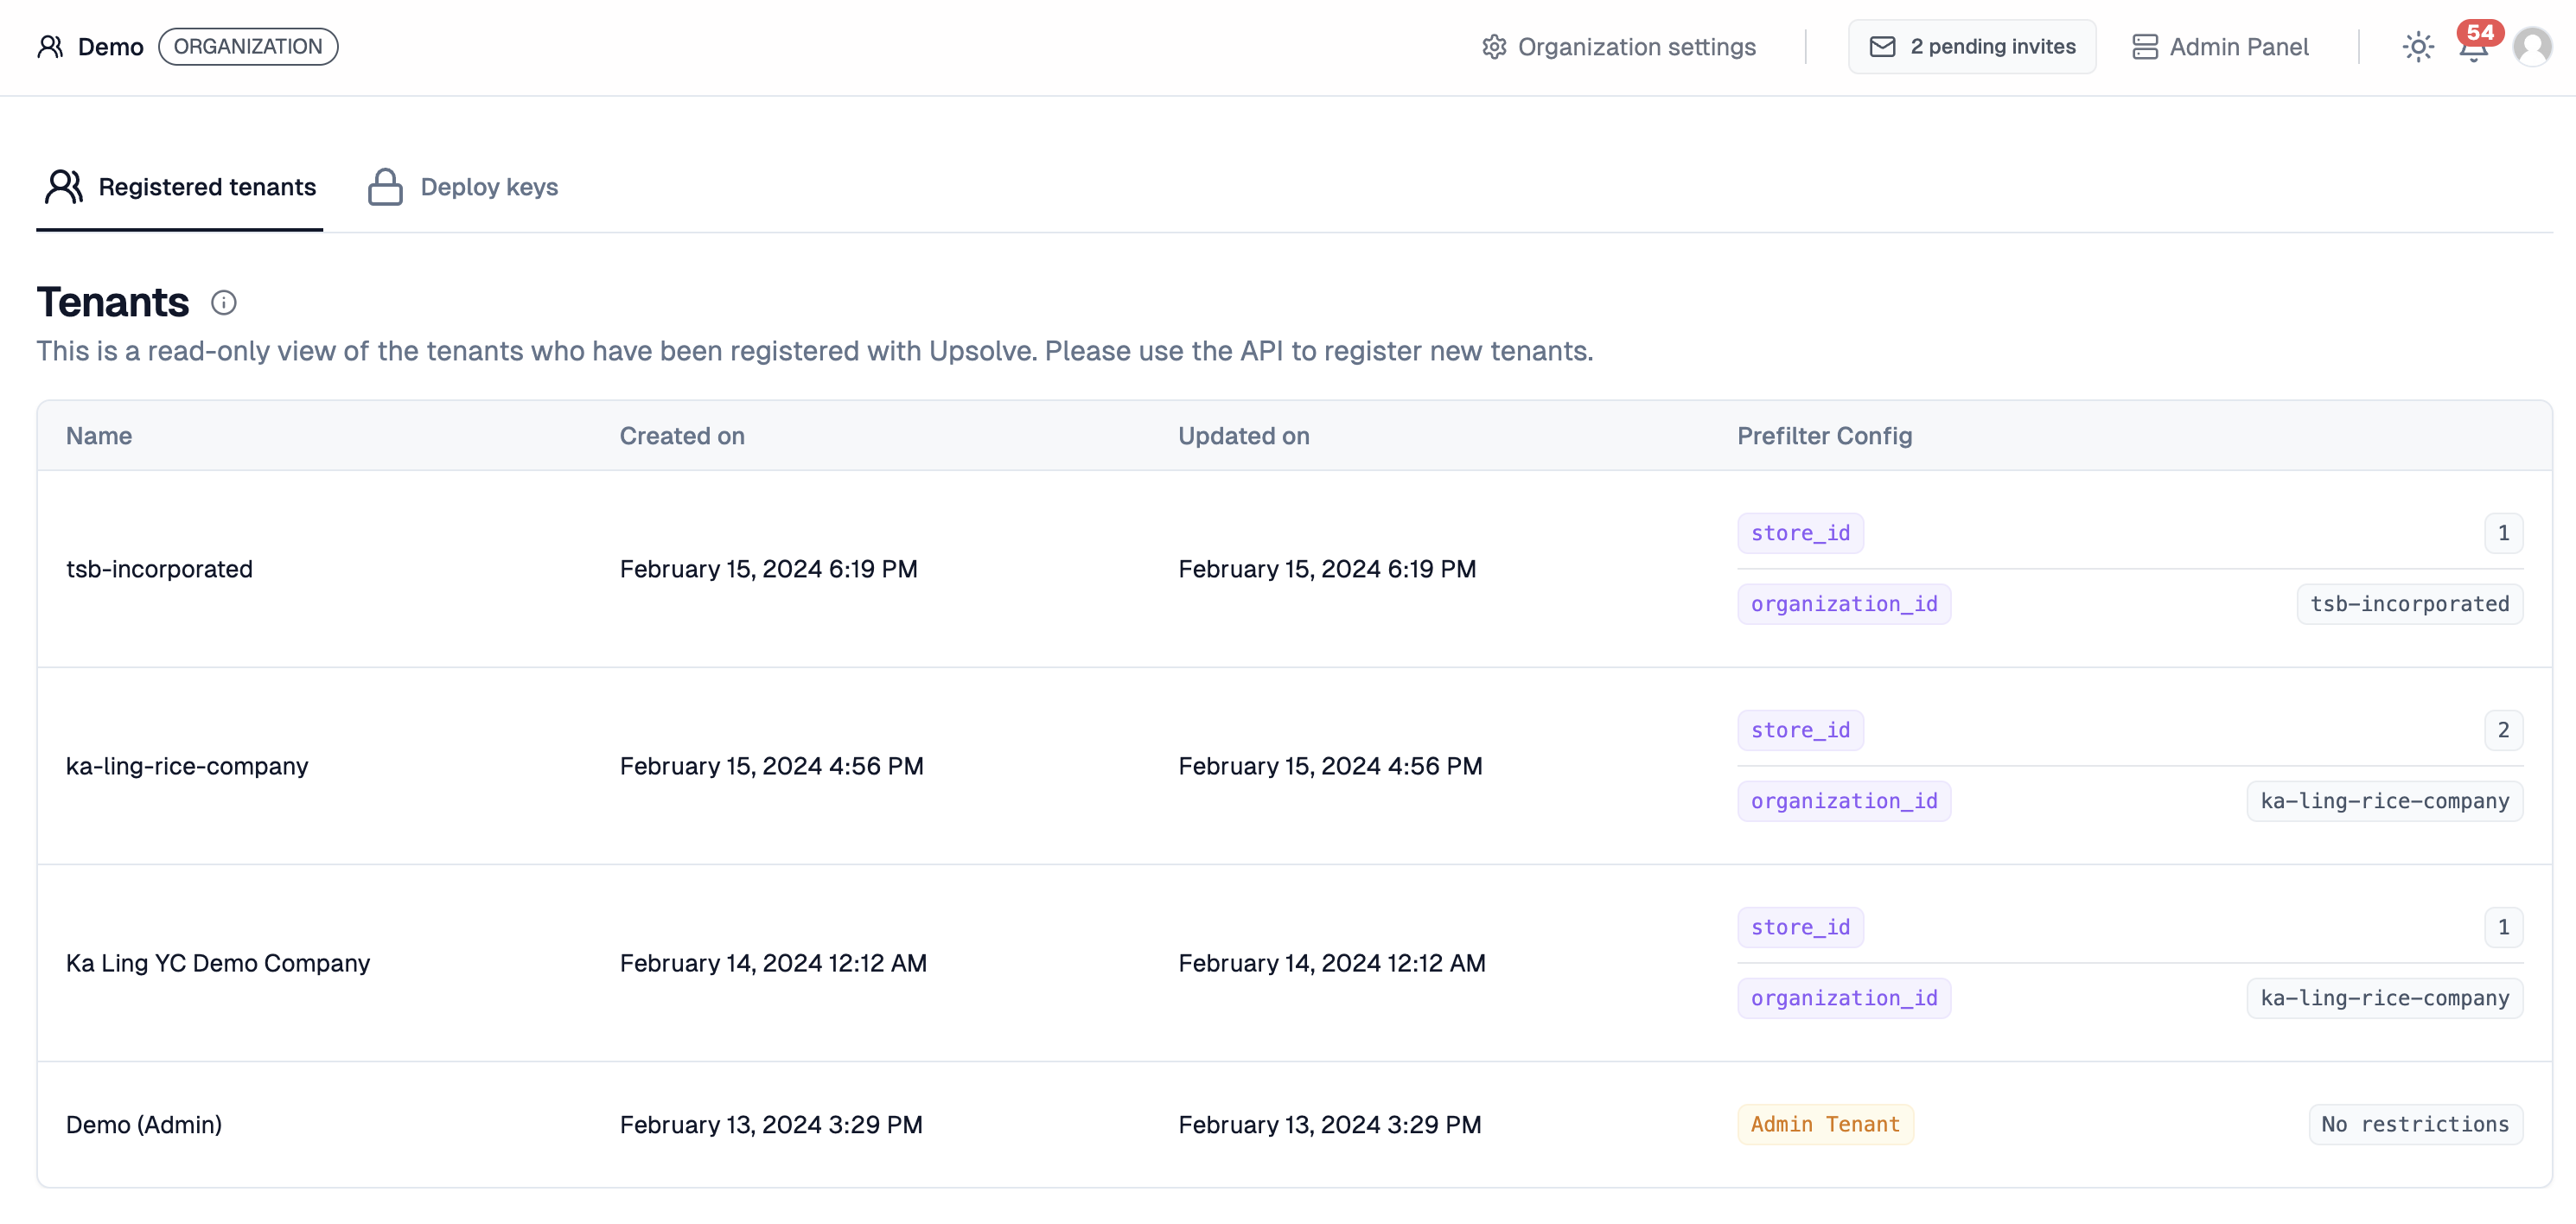 Demo ORGANIZATION Organization settings 2 pending invites Admin Panel 54
Registered tenants Deploy keys
Tenants
This is a read-only view of the tenants who have been registered with Upsolve. Please use the API to register new tenants.
Name Created on Updated on Prefilter Config
tsb-incorporated February 15, 2024 6:19 PM February 15, 2024 6:19 PM
store_id 1
organization_id tsb-incorporated
ka-ling-rice-company February 15, 2024 4:56 PM February 15, 2024 4:56 PM
store_id 2
organization_id ka-ling-rice-company
Ka Ling YC Demo Company February 14, 2024 12:12 AM February 14, 2024 12:12 AM
store_id 1
organization_id ka-ling-rice-company
Demo (Admin) February 13, 2024 3:29 PM February 13, 2024 3:29 PM Admin Tenant No restrictions